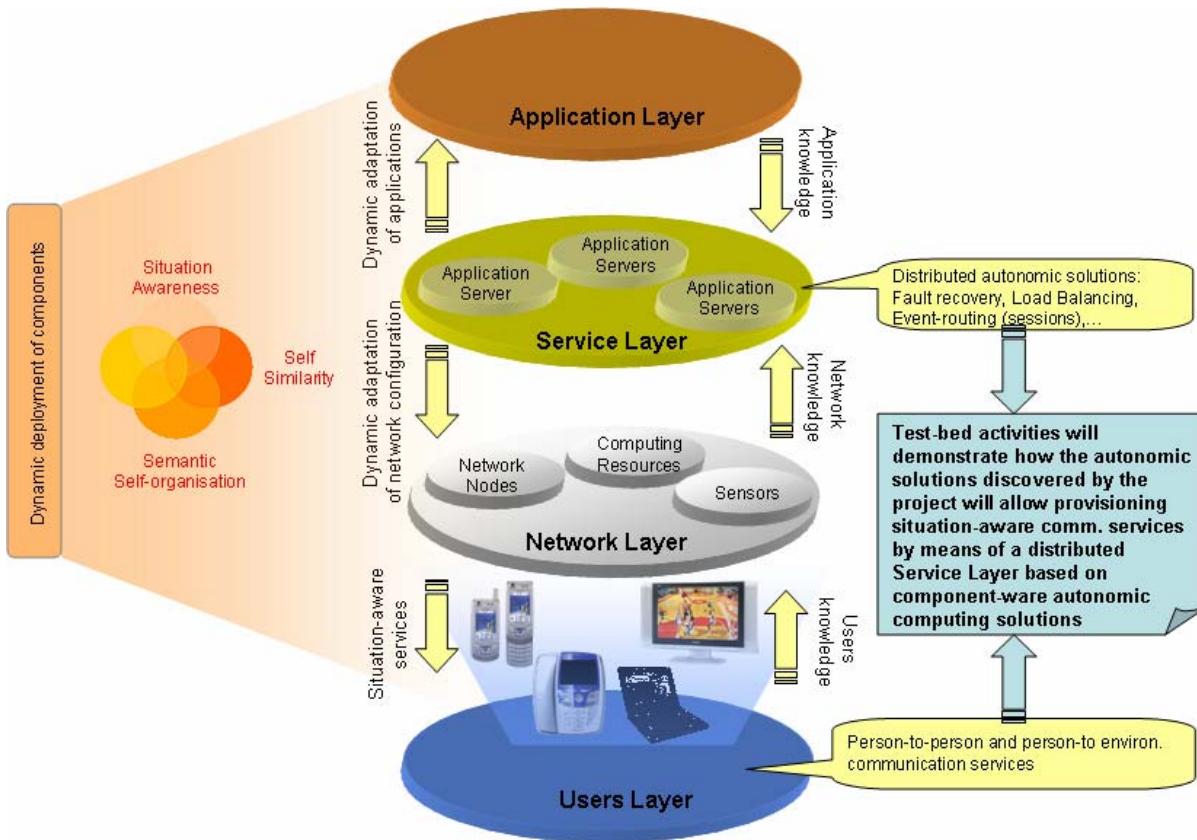 Application Layer
Dynamic adaptation
of applications
Application
knowledge
Dynamic deployment of components
Situation
Awareness
Self
Similarity
Semantic
Self-organisation
Application
Server
Application
Servers
Application
Servers
Service Layer
Distributed autonomic solutions:
Fault recovery, Load Balancing,
Event-routing (sessions),...
Dynamic adaptation
of network configuration
Network
knowledge
Network
Nodes
Computing
Resources
Sensors
Network Layer
Test-bed activities will
demonstrate how the autonomic
solutions discovered by the
project will allow provisioning
situation-aware comm. services
by means of a distributed
Service Layer based on
component-ware autonomic
computing solutions
Situation-aware
services
Users
knowledge
Users Layer
Person-to-person and person-to environ.
communication services